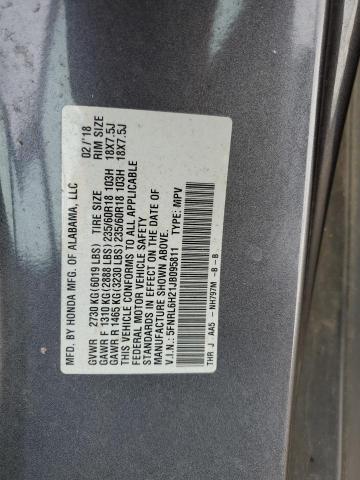 MFD. BY HONDA MFG. OF ALABAMA, LLC 02/'18
GVWR 2730 KG(6019 LBS) TIRE SIZE RIM SIZE
GAWR F 1310 KG(2888 LBS) 235/60R18 103H 18X7.5J
GAWR R 1465 KG(3230 LBS) 235/60R18 103H 18X7.5J
THIS VEHICLE CONFORMS TO ALL APPLICABLE
FEDERAL MOTOR VEHICLE SAFETY
STANDARDS IN EFFECT ON THE DATE OF
MANUFACTURE SHOWN ABOVE.
V.I.N.: 5FNRL6H21JB095811 TYPE: MPV
THR J AA5 - RH797M -B -B